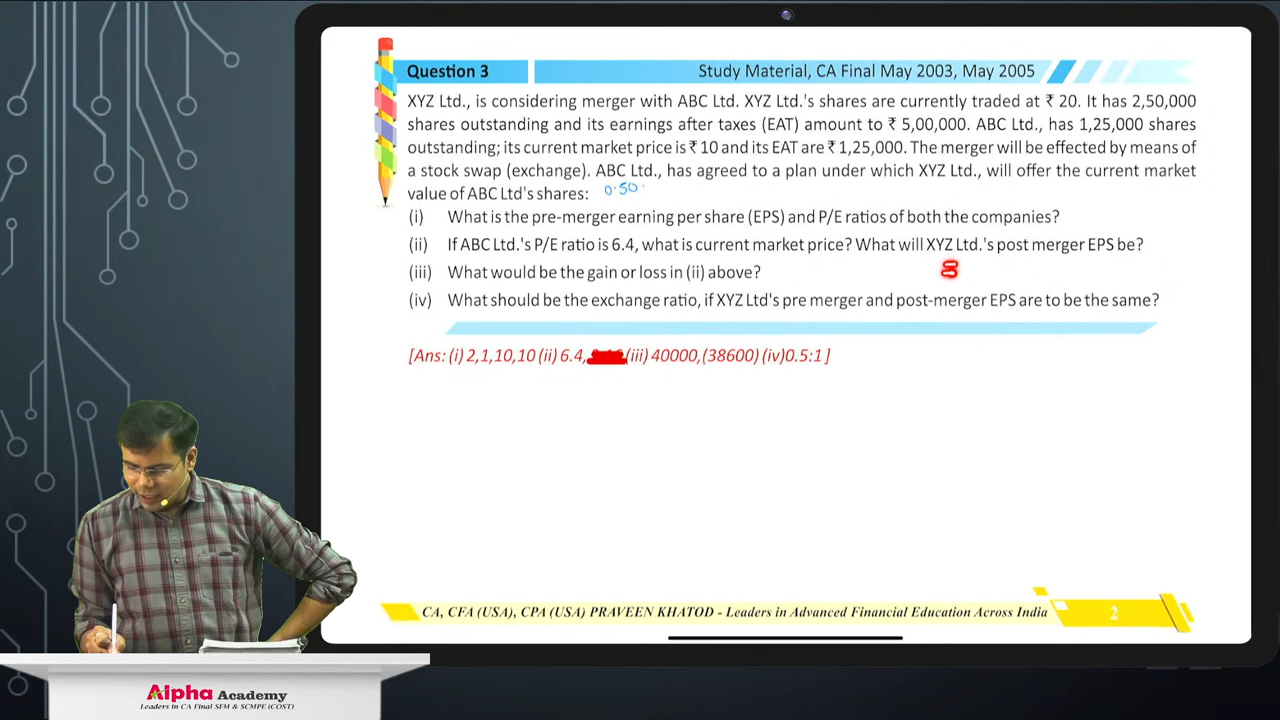 Question 3
Study Material, CA Final May 2003, May 2005
XYZ Ltd., is considering merger with ABC Ltd. XYZ Ltd.'s shares are currently traded at ₹ 20. It has 2,50,000
shares outstanding and its earnings after taxes (EAT) amount to ₹ 5,00,000. ABC Ltd., has 1,25,000 shares
outstanding; its current market price is ₹ 10 and its EAT are ₹ 1,25,000. The merger will be effected by means of
a stock swap (exchange). ABC Ltd., has agreed to a plan under which XYZ Ltd., will offer the current market
value of ABC Ltd's shares: 0.50
(i) What is the pre-merger earning per share (EPS) and P/E ratios of both the companies?
(ii) If ABC Ltd.'s P/E ratio is 6.4, what is current market price? What will XYZ Ltd.'s post merger EPS be?
(iii) What would be the gain or loss in (ii) above?
(iv) What should be the exchange ratio, if XYZ Ltd's pre merger and post-merger EPS are to be the same?
[Ans: (i) 2,1,10,10 (ii) 6.4, (iii) 40000,(38600) (iv)0.5:1 ]
CA, CFA (USA), CPA (USA) PRAVEEN KHATOD - Leaders in Advanced Financial Education Across India
2
Alpha Academy
Leaders in CA Final SFM & SCMPE (COST)